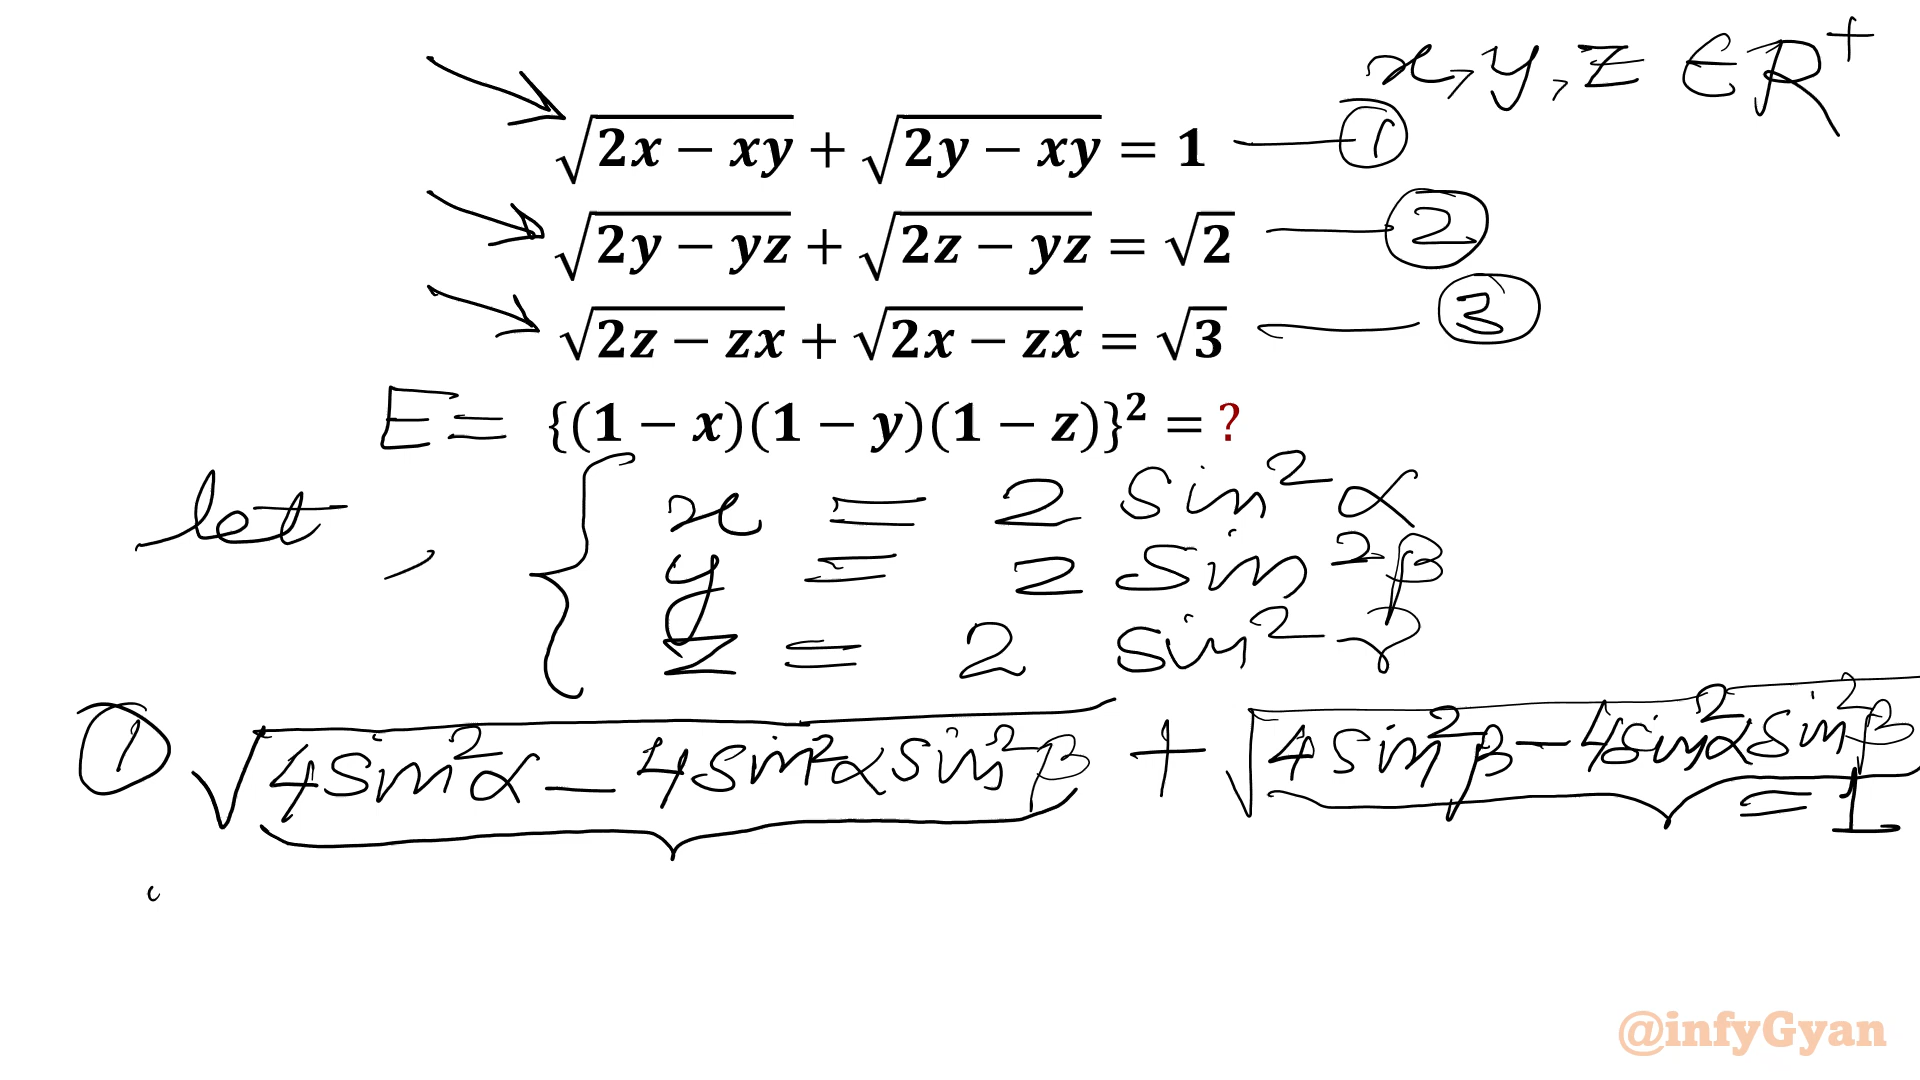 x, y, z ∈ R⁺
√(2x − xy) + √(2y − xy) = 1 — ①
√(2y − yz) + √(2z − yz) = √2 — ②
√(2z − zx) + √(2x − zx) = √3 — ③
E = {(1 − x)(1 − y)(1 − z)}² = ?
let, { x = 2 sin²α
y = 2 sin²β
z = 2 sin²γ
① √(4sin²α − 4sin²α sin²β) + √(4sin²β − 4sin²α sin²β)
= 1
@infyGyan